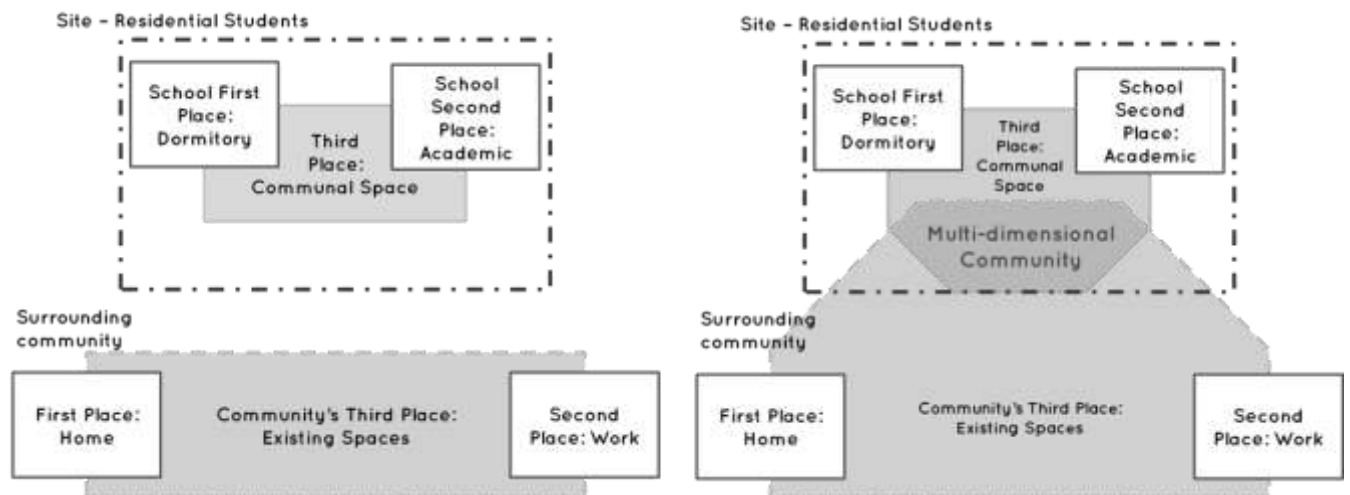 Site – Residential Students
School First
Place:
Dormitory
School
Second
Place:
Academic
Third
Place:
Communal Space
Surrounding
community
First Place:
Home
Community's Third Place:
Existing Spaces
Second
Place: Work
Site – Residential Students
School First
Place:
Dormitory
School
Second
Place:
Academic
Third
Place:
Communal
Space
Multi-dimensional
Community
Surrounding
community
First Place:
Home
Community's Third Place:
Existing Spaces
Second
Place: Work